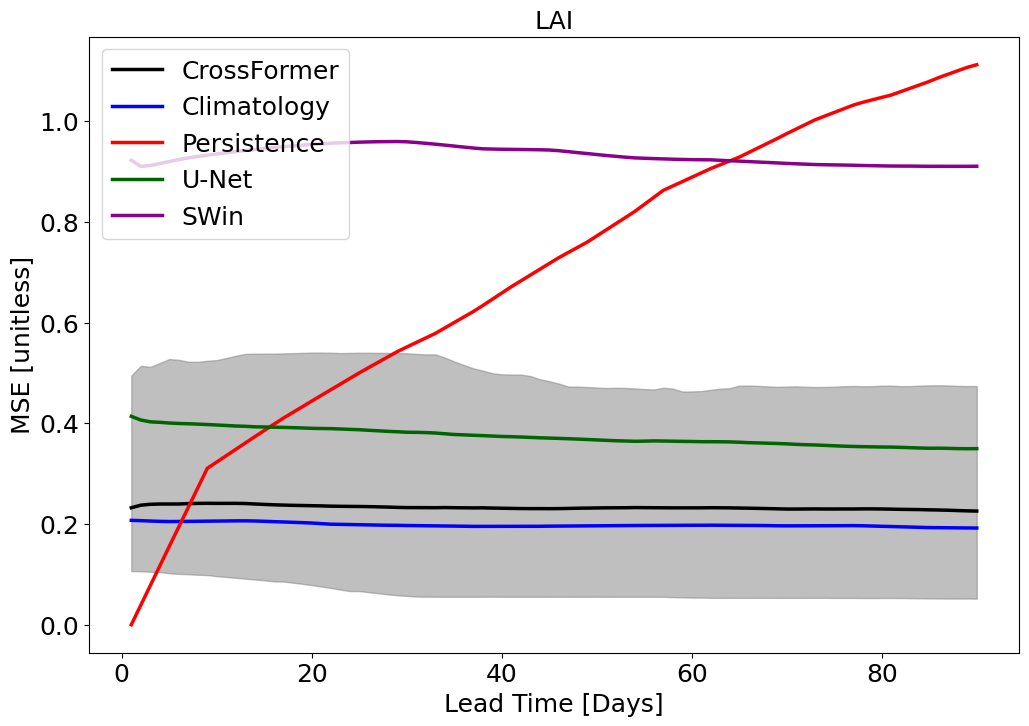 LAI
CrossFormer
Climatology
Persistence
U-Net
SWin
MSE [unitless]
1.0
0.8
0.6
0.4
0.2
0.0
0 20 40 60 80
Lead Time [Days]